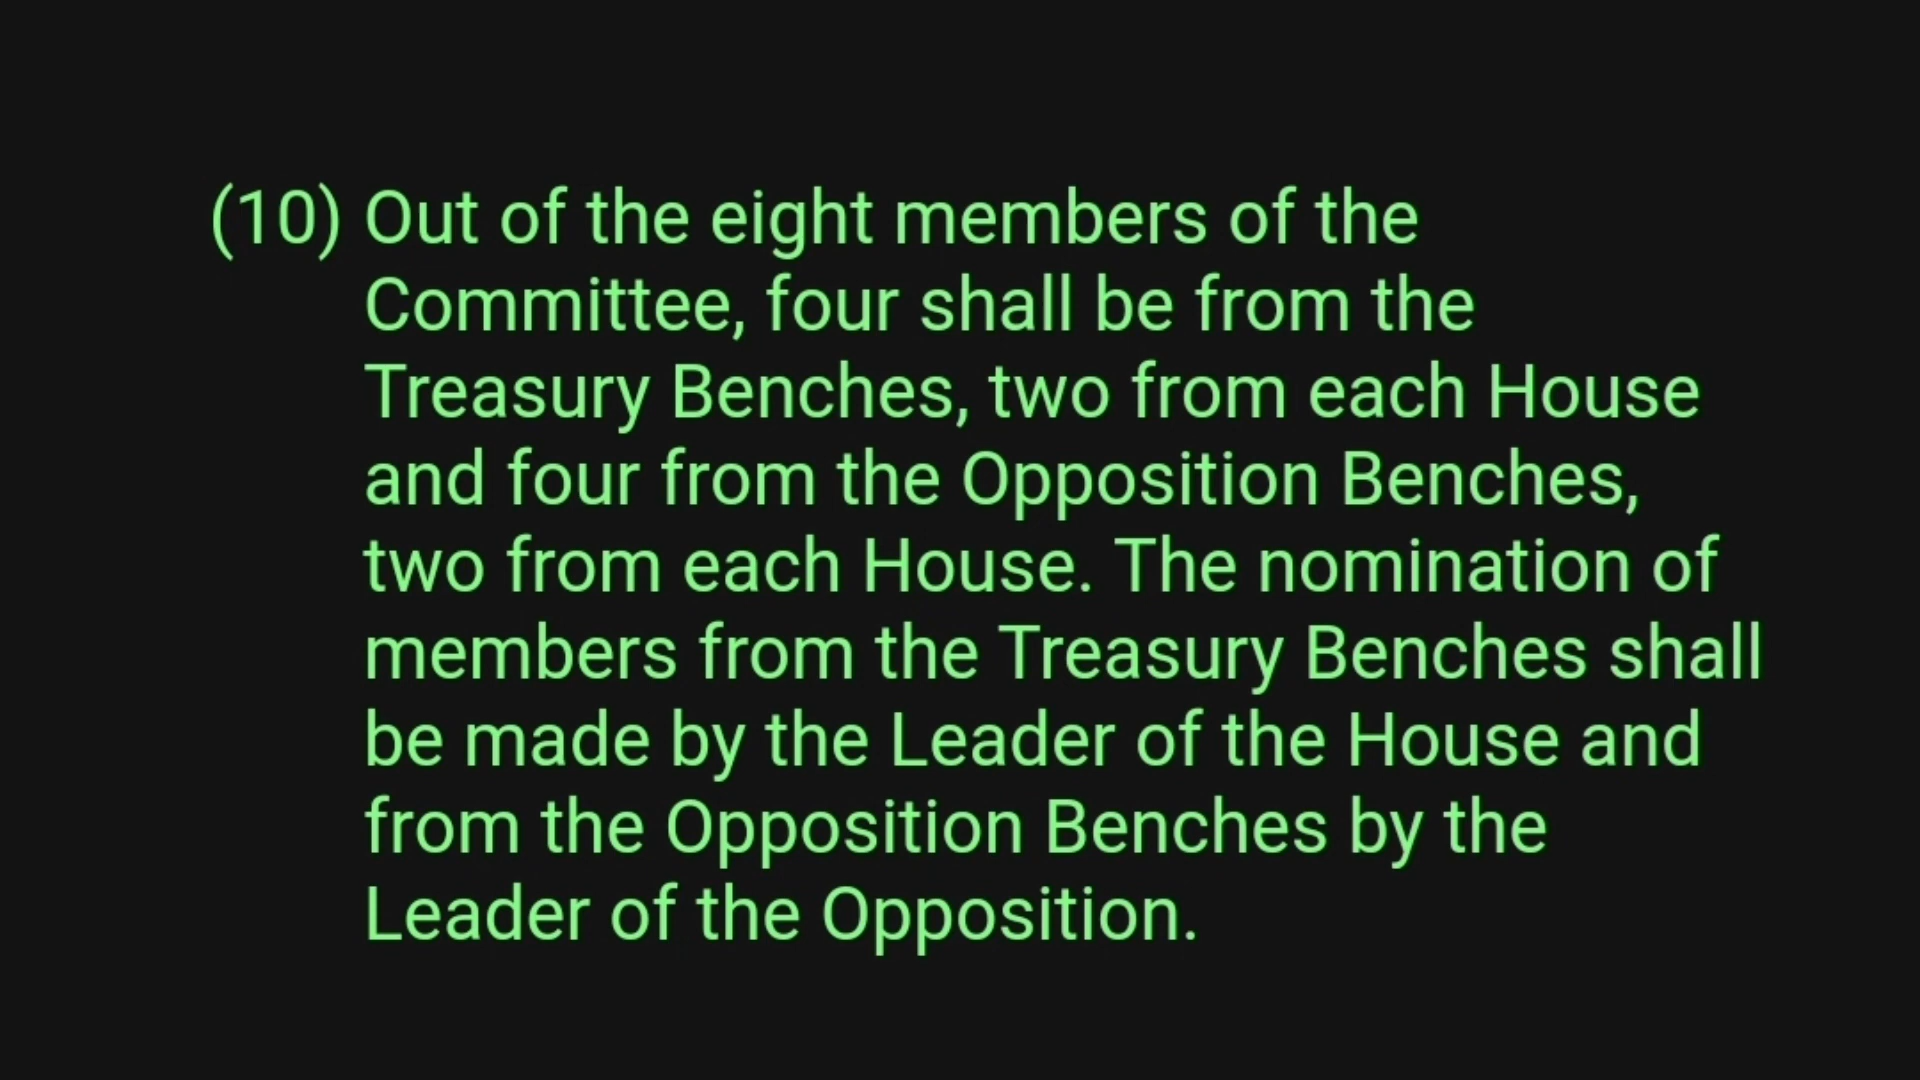 (10) Out of the eight members of the
Committee, four shall be from the
Treasury Benches, two from each House
and four from the Opposition Benches,
two from each House. The nomination of
members from the Treasury Benches shall
be made by the Leader of the House and
from the Opposition Benches by the
Leader of the Opposition.